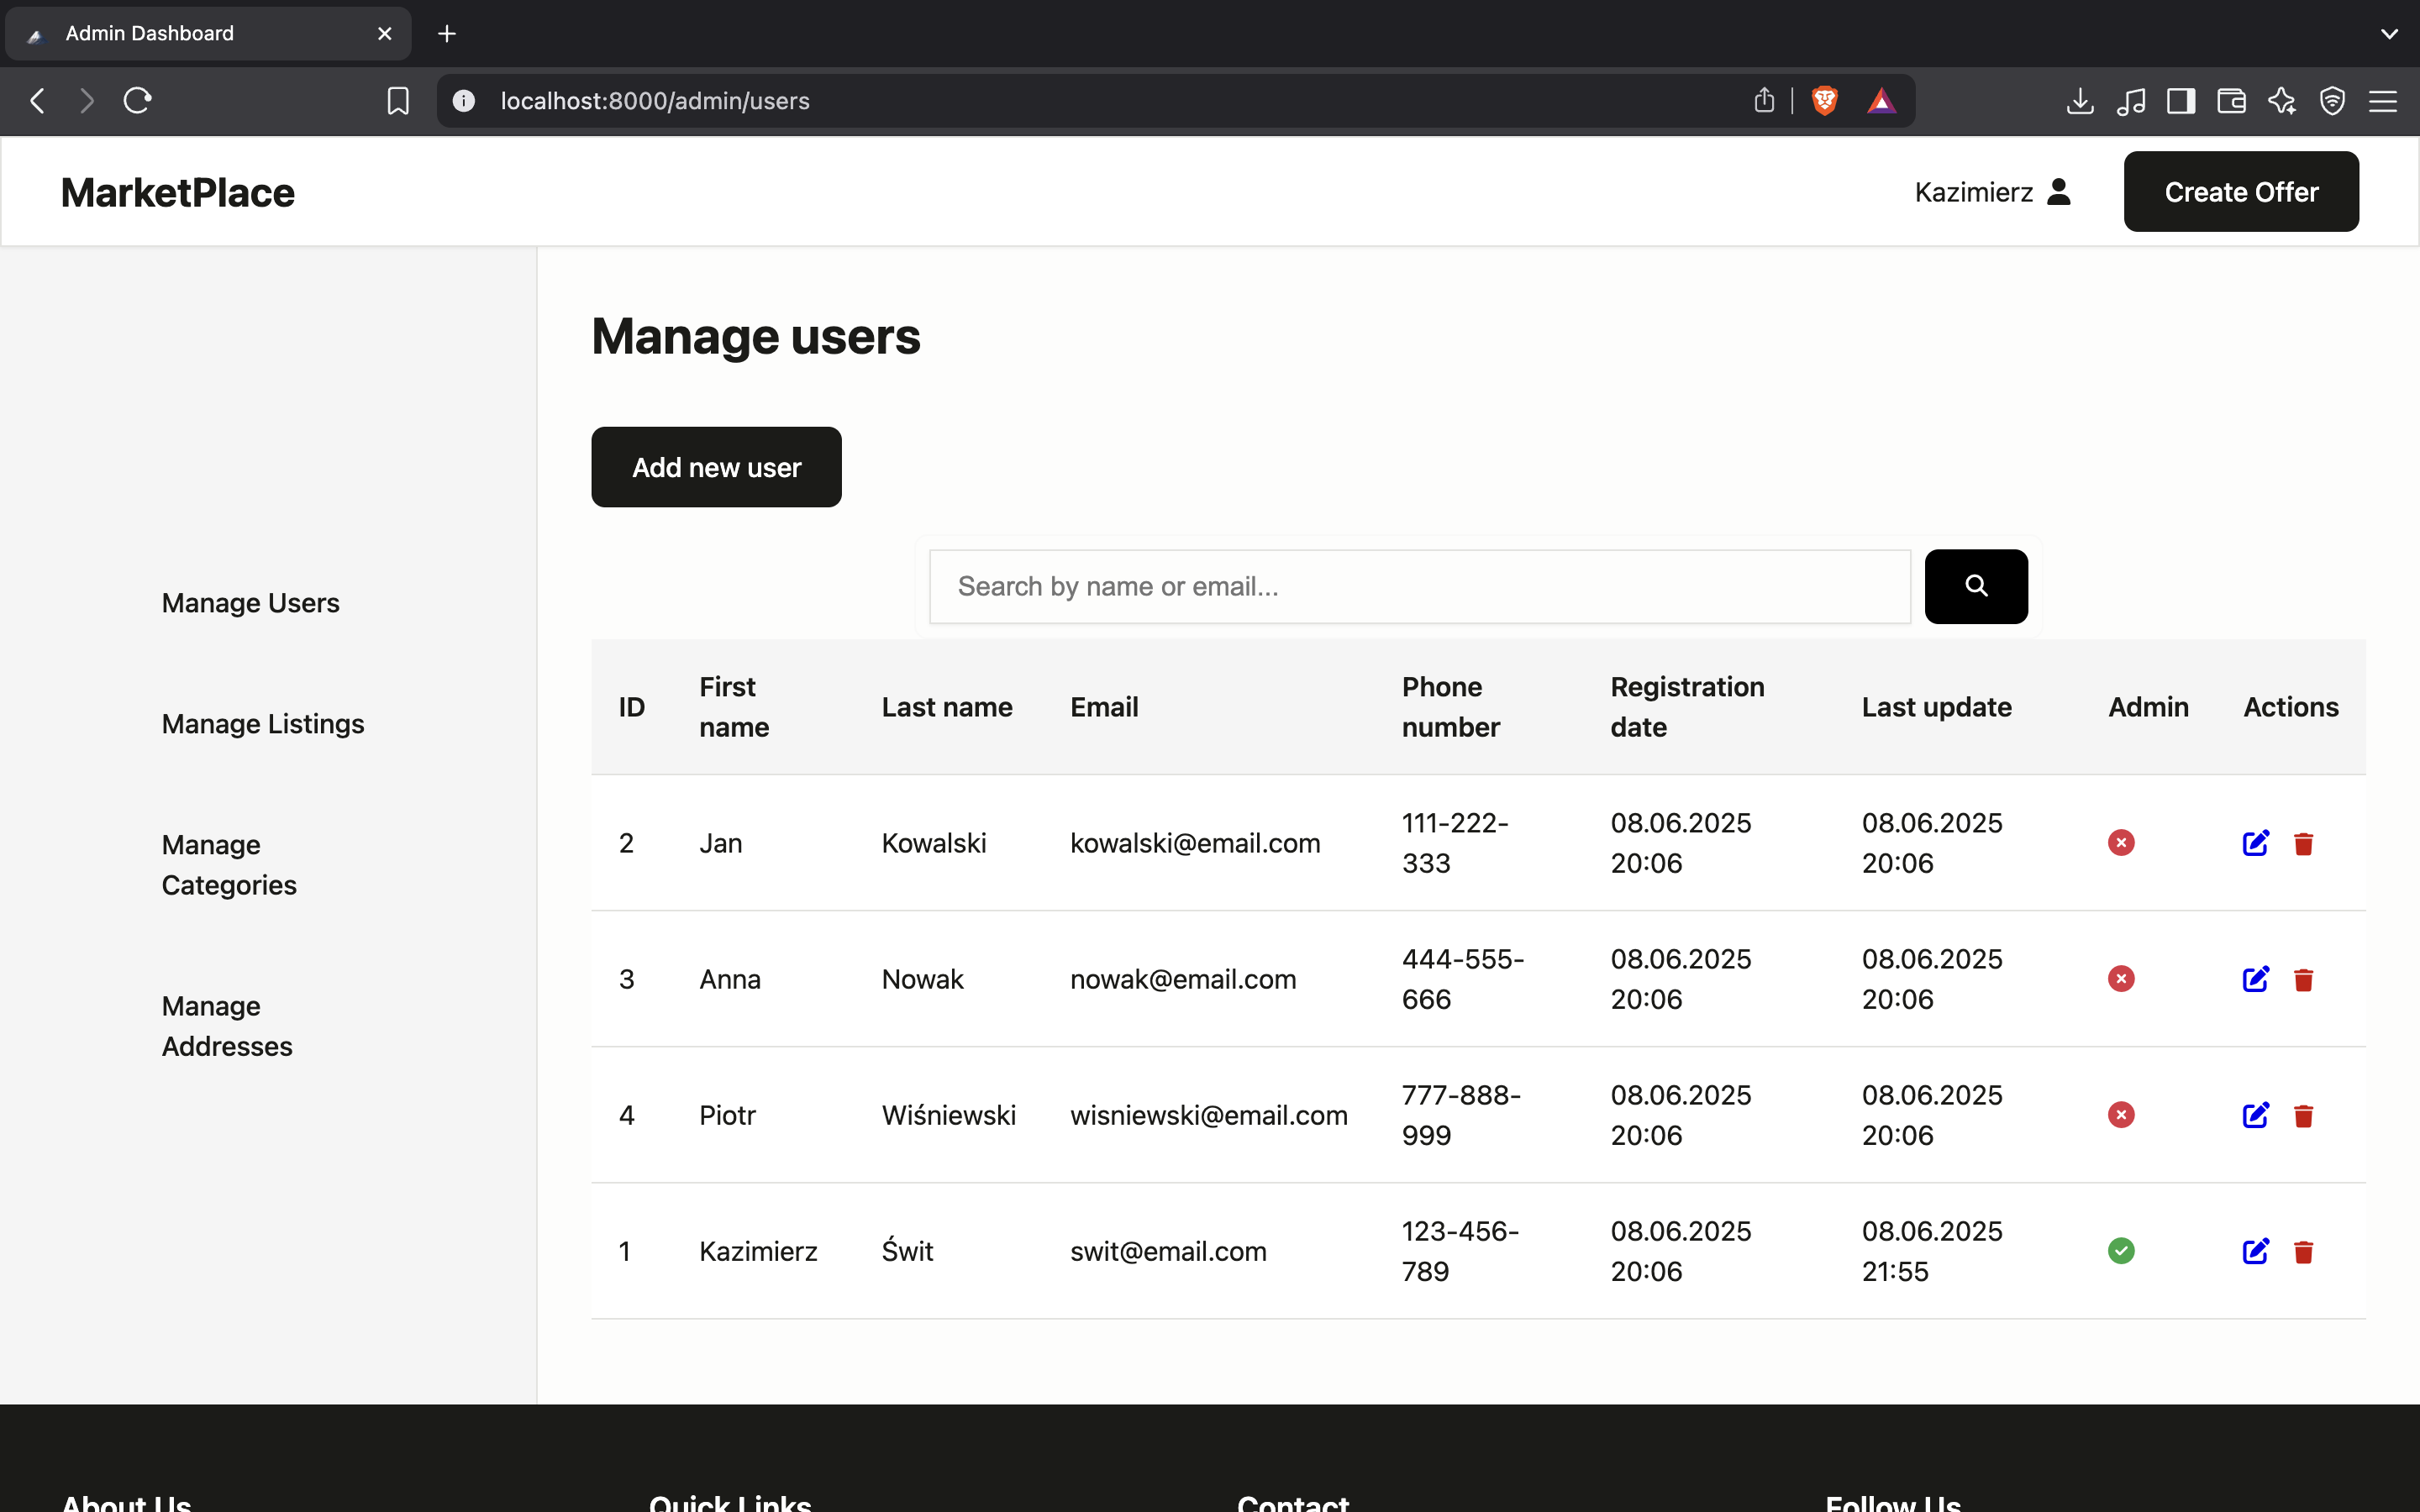 Admin Dashboard
localhost:8000/admin/users
MarketPlace
Kazimierz
Create Offer
Manage Users
Manage Listings
Manage
Categories
Manage
Addresses
Manage users
Add new user
Search by name or email...
ID First name Last name Email Phone number Registration date Last update Admin Actions
2 Jan Kowalski kowalski@email.com 111-222-333 08.06.2025 20:06 08.06.2025 20:06
3 Anna Nowak nowak@email.com 444-555-666 08.06.2025 20:06 08.06.2025 20:06
4 Piotr Wiśniewski wisniewski@email.com 777-888-999 08.06.2025 20:06 08.06.2025 20:06
1 Kazimierz Świt swit@email.com 123-456-789 08.06.2025 20:06 08.06.2025 21:55
About Us
Quick Links
Contact
Follow Us